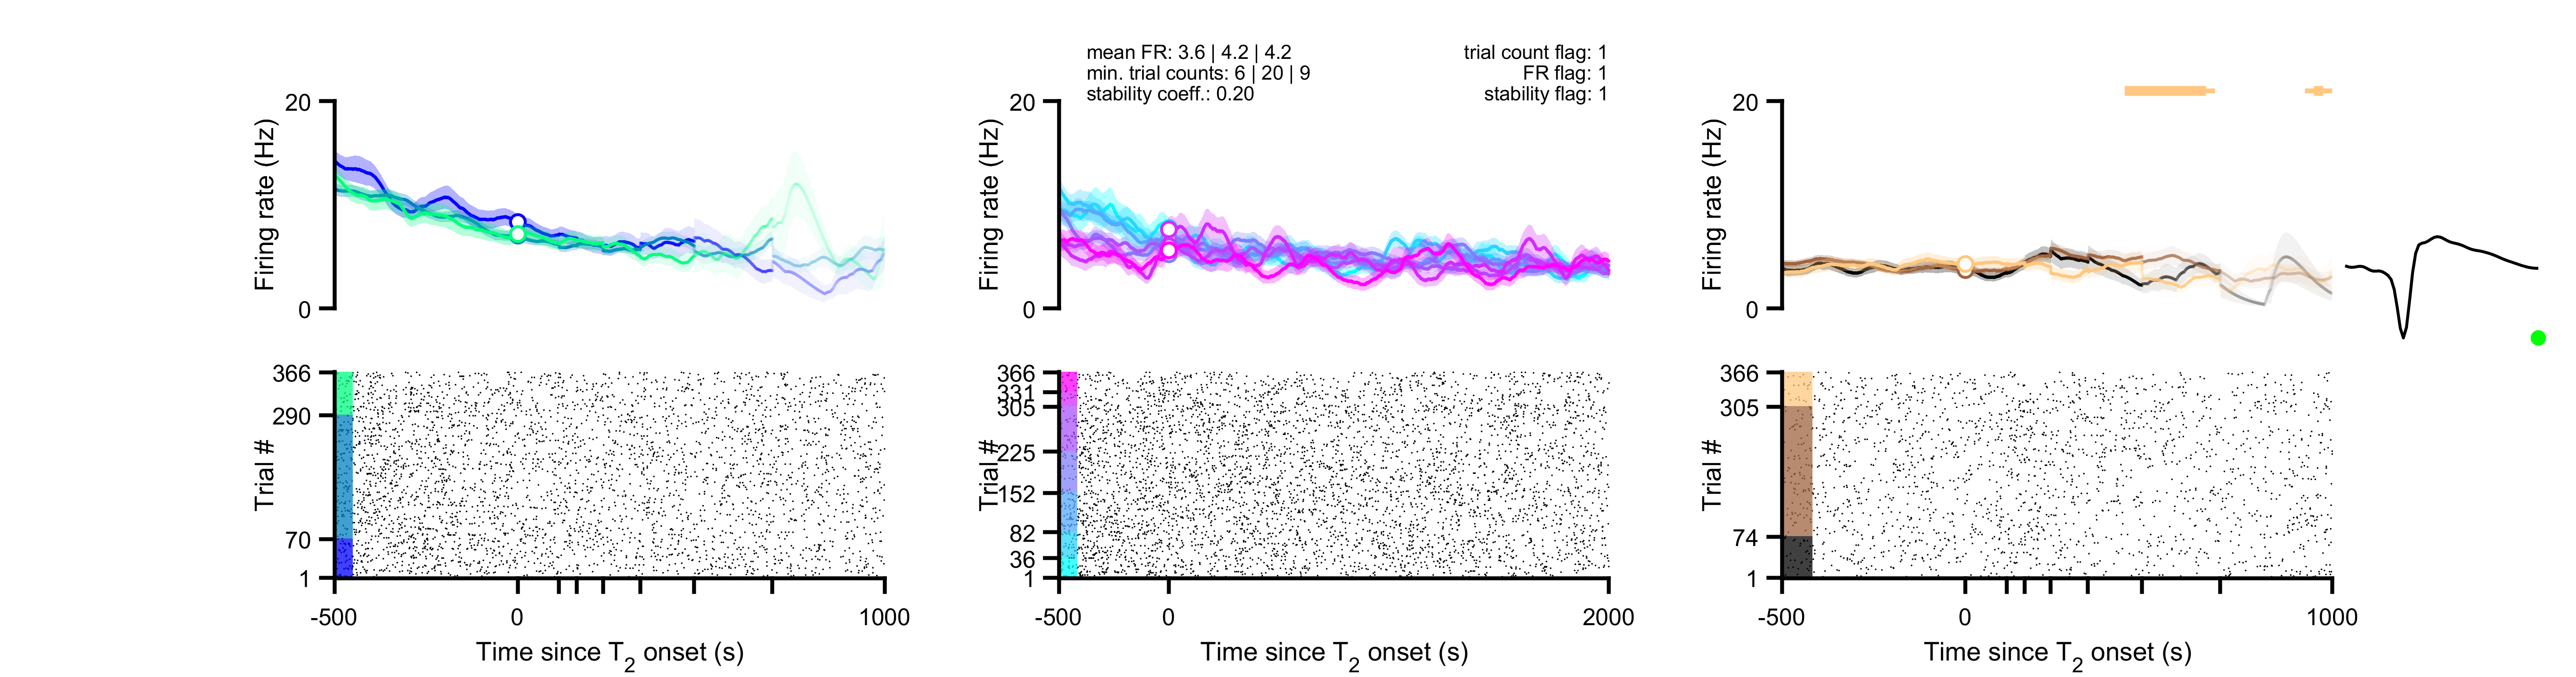 mean FR: 3.6 | 4.2 | 4.2
min. trial counts: 6 | 20 | 9
stability coeff.: 0.20
trial count flag: 1
FR flag: 1
stability flag: 1
20
Firing rate (Hz)
0
20
Firing rate (Hz)
0
20
Firing rate (Hz)
0
366
290
Trial #
70
1
-500
0
1000
Time since T2 onset (s)
366
331
305
225
Trial #
152
82
36
1
-500
0
2000
Time since T2 onset (s)
366
305
Trial #
74
1
-500
0
1000
Time since T2 onset (s)